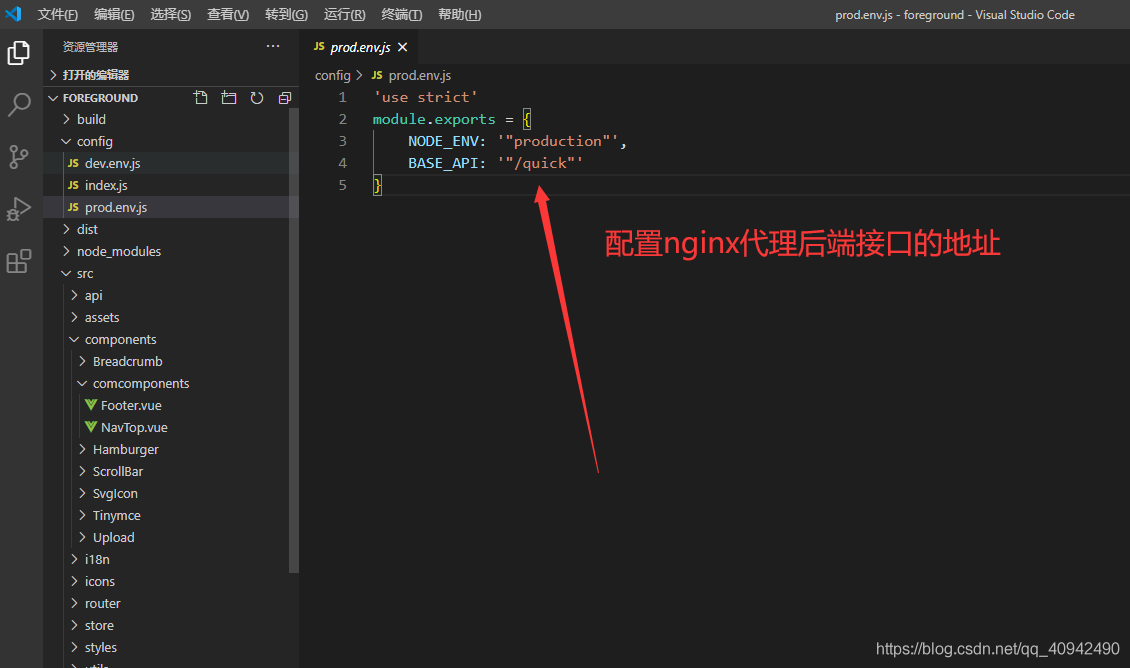 文件(F) 编辑(E) 选择(S) 查看(V) 转到(G) 运行(R) 终端(T) 帮助(H) prod.env.js - foreground - Visual Studio Code
资源管理器 ···
打开的编辑器
FOREGROUND
build
config
JS dev.env.js
JS index.js
JS prod.env.js
dist
node_modules
src
api
assets
components
Breadcrumb
comcomponents
Footer.vue
NavTop.vue
Hamburger
ScrollBar
SvgIcon
Tinymce
Upload
i18n
icons
router
store
styles
utils
JS prod.env.js
config > JS prod.env.js
1 'use strict'
2 module.exports = {
3 NODE_ENV: '"production"',
4 BASE_API: '"/quick"'
5 }
配置nginx代理后端接口的地址
https://blog.csdn.net/qq_40942490